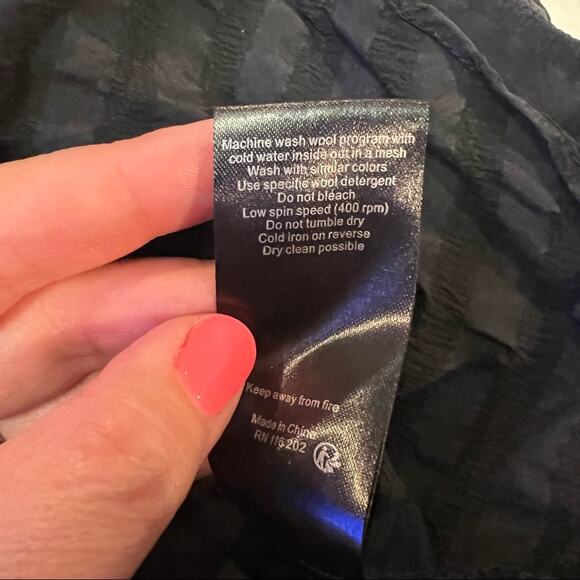 Machine wash wool program with
cold water inside out in a mesh
Wash with similar colors
Use specific wool detergent
Do not bleach
Low spin speed (400 rpm)
Do not tumble dry
Cold iron on reverse
Dry clean possible
Keep away from fire
Made in China
RN 116 202